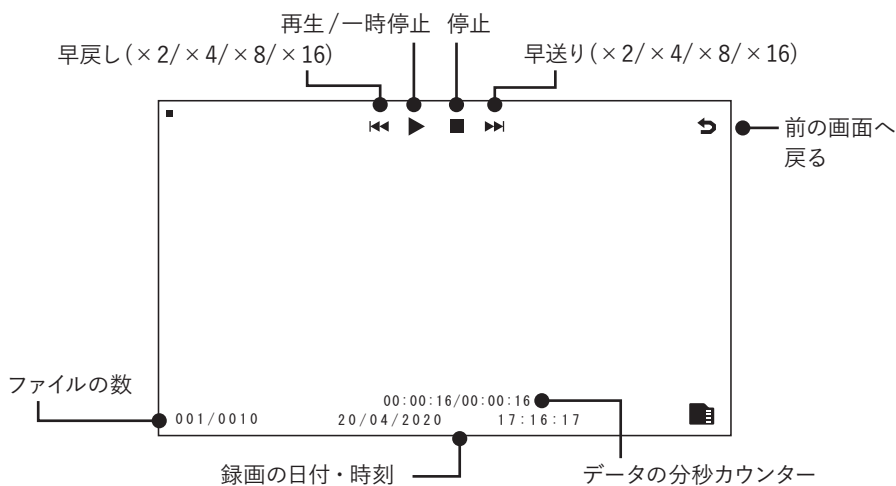 再生/一時停止 停止
早戻し(×2/×4/×8/×16) 早送り(×2/×4/×8/×16)
前の画面へ
戻る
ファイルの数
00:00:16/00:00:16
001/0010 20/04/2020 17:16:17
録画の日付・時刻 データの分秒カウンター